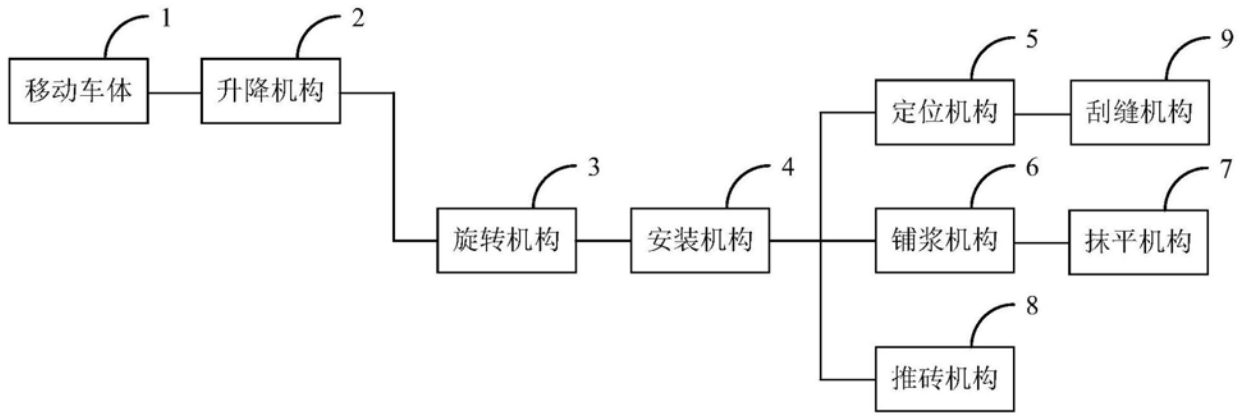 1
移动车体
2
升降机构
3
旋转机构
4
安装机构
5
定位机构
9
刮缝机构
6
铺浆机构
7
抹平机构
8
推砖机构